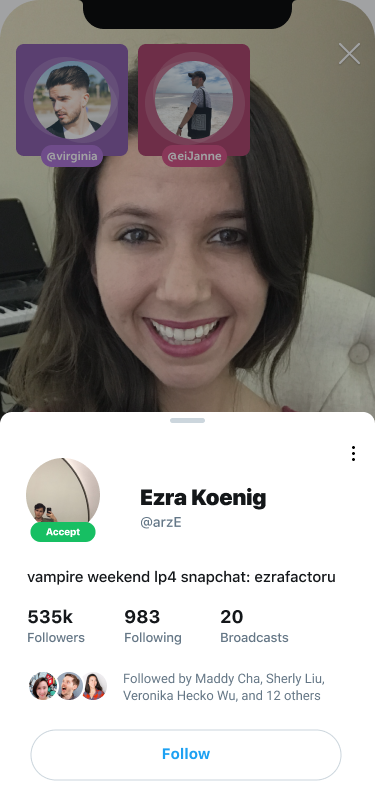 @virginia
@eiJanne
Accept
Ezra Koenig
@arzE
vampire weekend lp4 snapchat: ezrafactoru
535k
983
20
Followers
Following
Broadcasts
Followed by Maddy Cha, Sherly Liu,
Veronika Hecko Wu, and 12 others
Follow